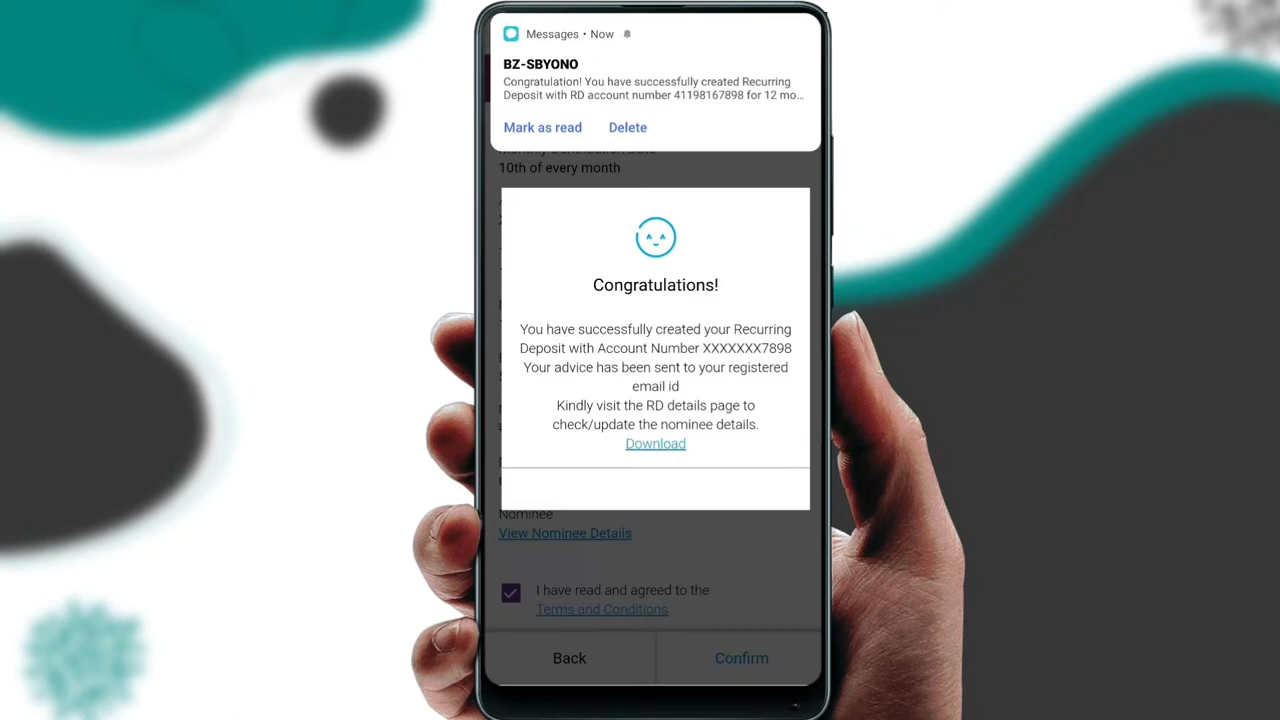 Messages • Now
BZ-SBYONO
Congratulation! You have successfully created Recurring
Deposit with RD account number 41198167898 for 12 mo...
Mark as read Delete
Monthly Contribution Date
10th of every month
Congratulations!
You have successfully created your Recurring
Deposit with Account Number XXXXXXX7898
Your advice has been sent to your registered
email id
Kindly visit the RD details page to
check/update the nominee details.
Download
Nominee
View Nominee Details
I have read and agreed to the
Terms and Conditions
Back Confirm